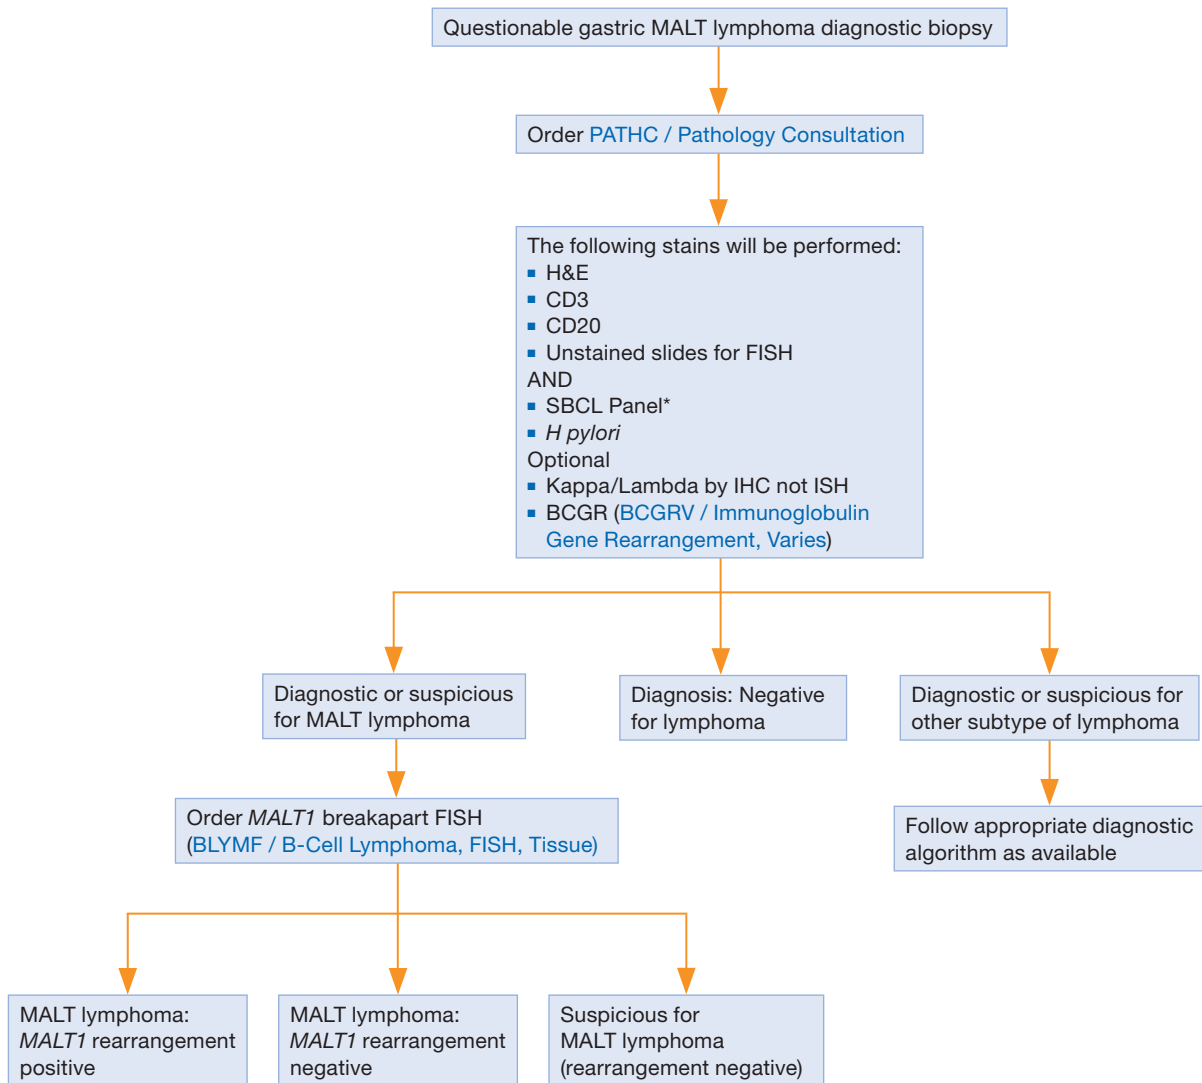 Questionable gastric MALT lymphoma diagnostic biopsy
Order PATHC / Pathology Consultation
The following stains will be performed:
▪ H&E
▪ CD3
▪ CD20
▪ Unstained slides for FISH
AND
▪ SBCL Panel*
▪ H pylori
Optional
▪ Kappa/Lambda by IHC not ISH
▪ BCGR (BCGRV / Immunoglobulin
Gene Rearrangement, Varies)
Diagnostic or suspicious
for MALT lymphoma
Diagnosis: Negative
for lymphoma
Diagnostic or suspicious for
other subtype of lymphoma
Order MALT1 breakapart FISH
(BLYMF / B-Cell Lymphoma, FISH, Tissue)
Follow appropriate diagnostic
algorithm as available
MALT lymphoma:
MALT1 rearrangement
positive
MALT lymphoma:
MALT1 rearrangement
negative
Suspicious for
MALT lymphoma
(rearrangement negative)